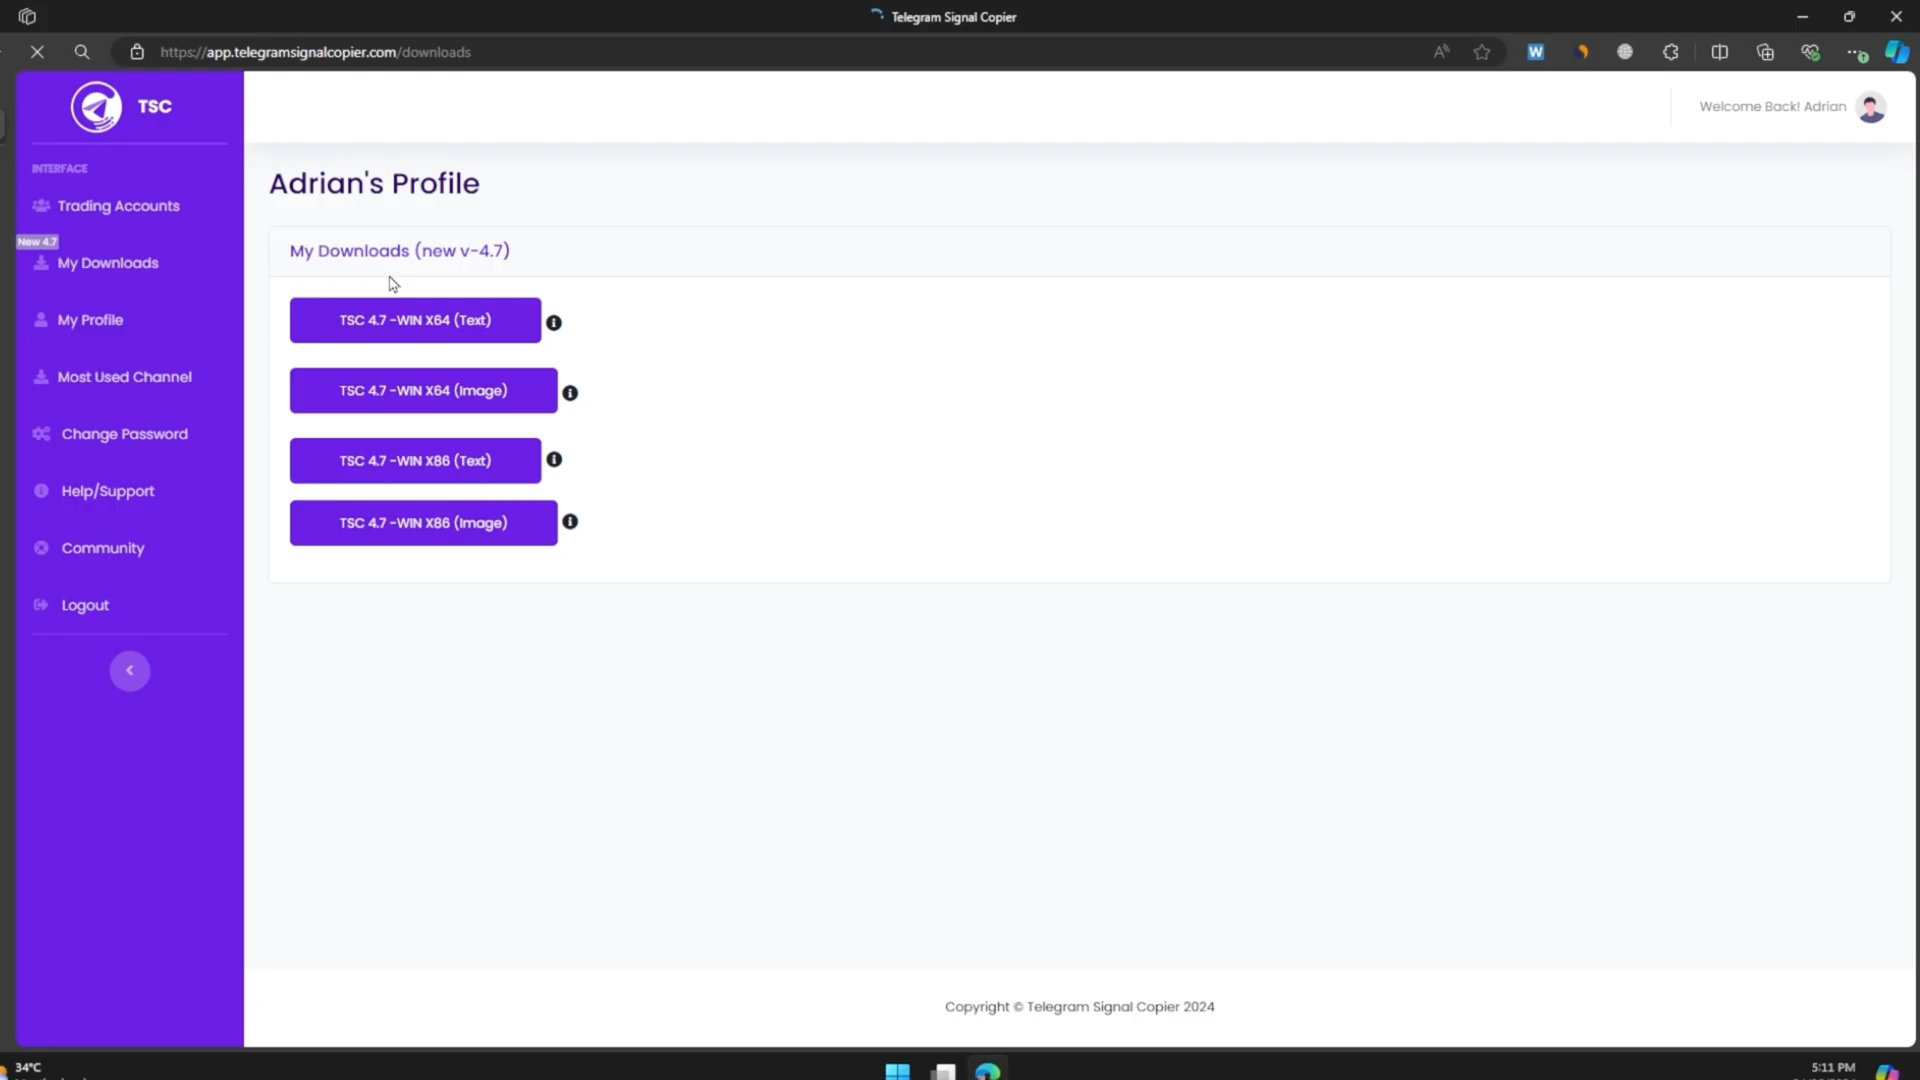 Telegram Signal Copier
https://app.telegramsignalcopier.com/downloads
W
TSC
Welcome Back! Adrian
INTERFACE
Trading Accounts
New 4.7
My Downloads
My Profile
Most Used Channel
Change Password
Help/Support
Community
Logout
Adrian's Profile
My Downloads (new v-4.7)
TSC 4.7 -WIN X64 (Text)
TSC 4.7 -WIN X64 (Image)
TSC 4.7 -WIN X86 (Text)
TSC 4.7 -WIN X86 (Image)
Copyright © Telegram Signal Copier 2024
34°C
5:11 PM